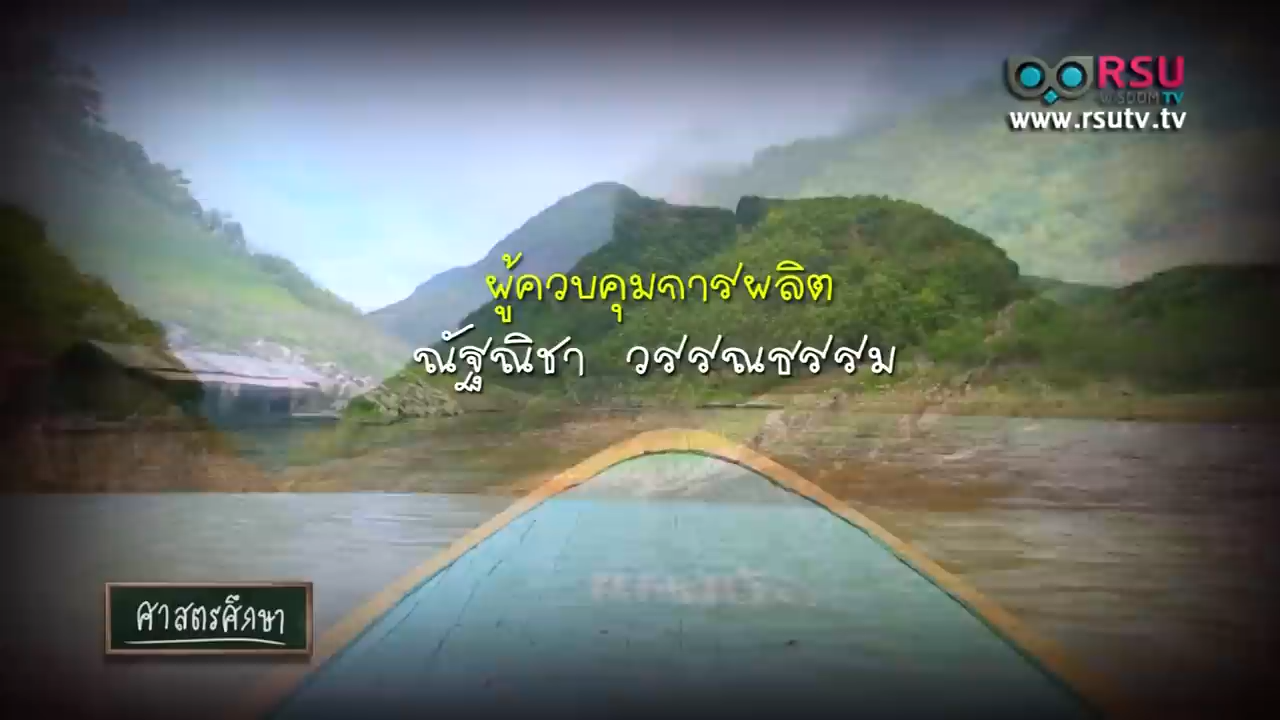 RSU
WISDOM TV
www.rsutv.tv
ผู้ควบคุมการผลิต
ณัฐณิชา วรรณธรรม
ศาสตรศึกษา